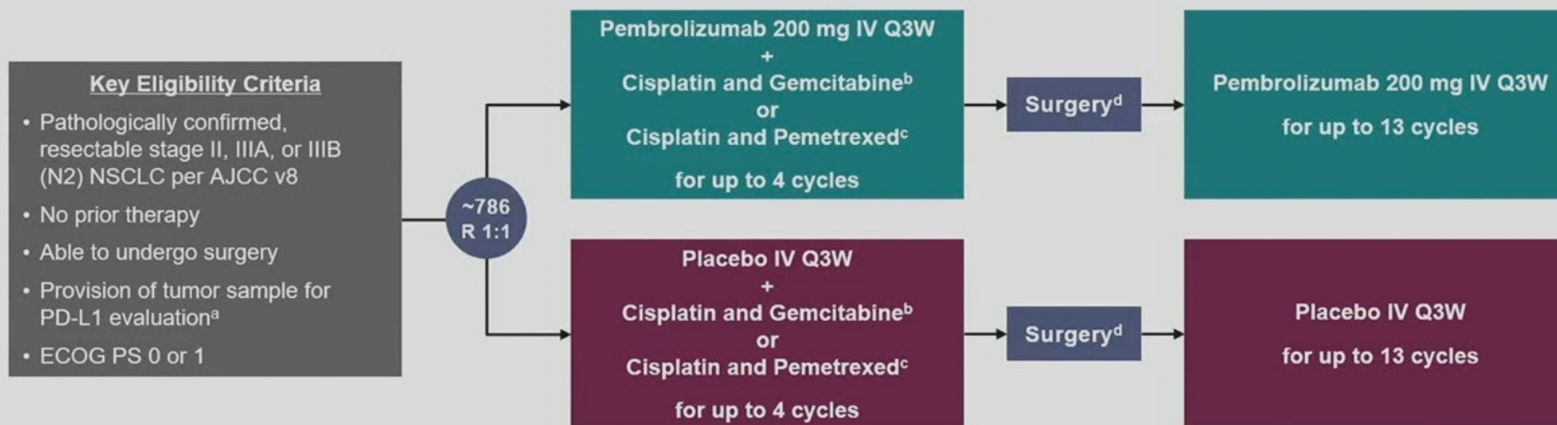 Key Eligibility Criteria
• Pathologically confirmed,
resectable stage II, IIIA, or IIIB
(N2) NSCLC per AJCC v8
• No prior therapy
• Able to undergo surgery
• Provision of tumor sample for
PD-L1 evaluationᵃ
• ECOG PS 0 or 1
~786
R 1:1
Pembrolizumab 200 mg IV Q3W
+
Cisplatin and Gemcitabineᵇ
or
Cisplatin and Pemetrexedᶜ
for up to 4 cycles
Surgeryᵈ
Pembrolizumab 200 mg IV Q3W
for up to 13 cycles
Placebo IV Q3W
+
Cisplatin and Gemcitabineᵇ
or
Cisplatin and Pemetrexedᶜ
for up to 4 cycles
Surgeryᵈ
Placebo IV Q3W
for up to 13 cycles